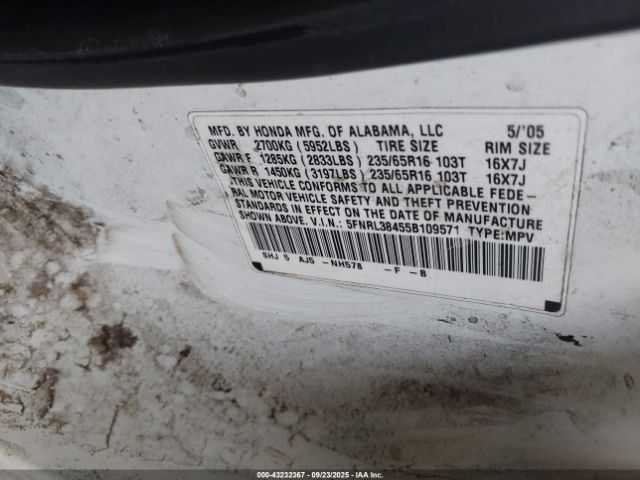 MFD. BY HONDA MFG. OF ALABAMA, LLC 5/'05
GVWR 2700KG (5952LBS) TIRE SIZE RIM SIZE
GAWR F 1285KG (2833LBS) 235/65R16 103T 16X7J
GAWR R 1450KG (3197LBS) 235/65R16 103T 16X7J
THIS VEHICLE CONFORMS TO ALL APPLICABLE FEDE-
RAL MOTOR VEHICLE SAFETY AND THEFT PREVENTION
STANDARDS IN EFFECT ON THE DATE OF MANUFACTURE
SHOWN ABOVE. V.I.N.: 5FNRL38455B109571 TYPE:MPV
SHJ 5 AJ5 -NH578 -F -B
000-43232367 - 09/23/2025 - IAA Inc.